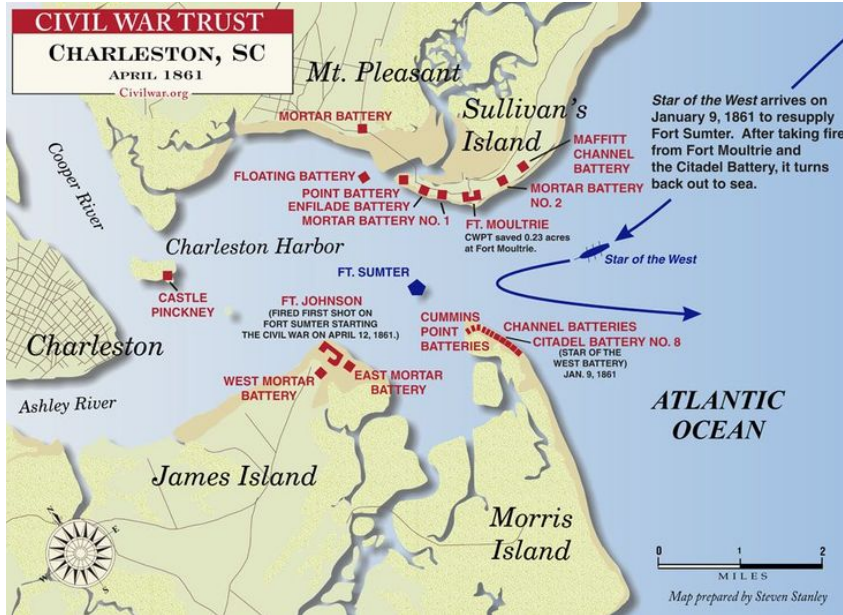 CIVIL WAR TRUST
CHARLESTON, SC
APRIL 1861
Civilwar.org
Mt. Pleasant
MORTAR BATTERY
Sullivan's
Island
Star of the West arrives on
January 9, 1861 to resupply
Fort Sumter. After taking fire
from Fort Moultrie and
the Citadel Battery, it turns
back out to sea.
Cooper River
FLOATING BATTERY
POINT BATTERY
ENFILADE BATTERY
MORTAR BATTERY NO. 1
MAFFITT
CHANNEL
BATTERY
MORTAR BATTERY
NO. 2
FT. MOULTRIE
CWPT saved 0.23 acres
at Fort Moultrie.
Charleston Harbor
Star of the West
FT. SUMTER
CASTLE
PINCKNEY
FT. JOHNSON
(FIRED FIRST SHOT ON
FORT SUMTER STARTING
THE CIVIL WAR ON APRIL 12, 1861.)
CUMMINS
POINT
BATTERIES
CHANNEL BATTERIES
CITADEL BATTERY NO. 8
(STAR OF THE
WEST BATTERY)
JAN. 9, 1861
Charleston
WEST MORTAR
BATTERY
EAST MORTAR
BATTERY
Ashley River
ATLANTIC
OCEAN
James Island
Morris
Island
N
E
S
W
0 1 2
MILES
Map prepared by Steven Stanley